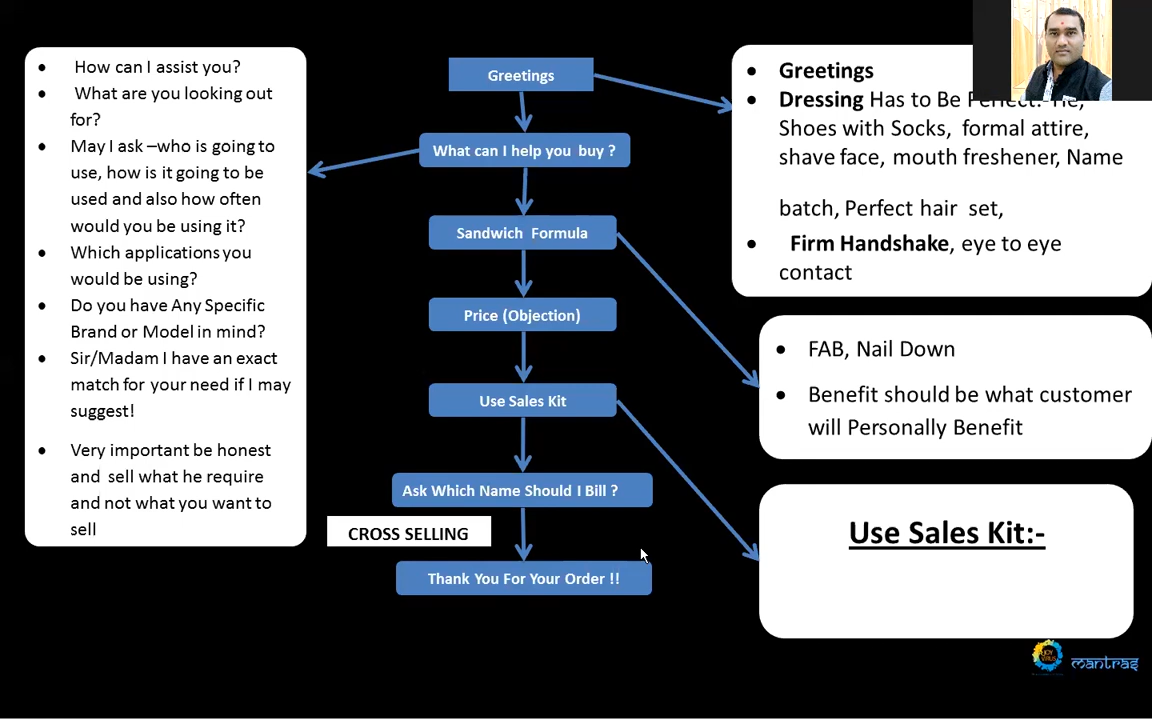 How can I assist you?
What are you looking out
for?
May I ask –who is going to
use, how is it going to be
used and also how often
would you be using it?
Which applications you
would be using?
Do you have Any Specific
Brand or Model in mind?
Sir/Madam I have an exact
match for your need if I may
suggest!
Very important be honest
and sell what he require
and not what you want to
sell
Greetings
What can I help you buy ?
Sandwich Formula
Price (Objection)
Use Sales Kit
Ask Which Name Should I Bill ?
CROSS SELLING
Thank You For Your Order !!
Greetings
Dressing Has to Be
Shoes with Socks, formal attire,
shave face, mouth freshener, Name
batch, Perfect hair set,
Firm Handshake, eye to eye
contact
FAB, Nail Down
Benefit should be what customer
will Personally Benefit
Use Sales Kit:-
JOY
VIRUS
mantras